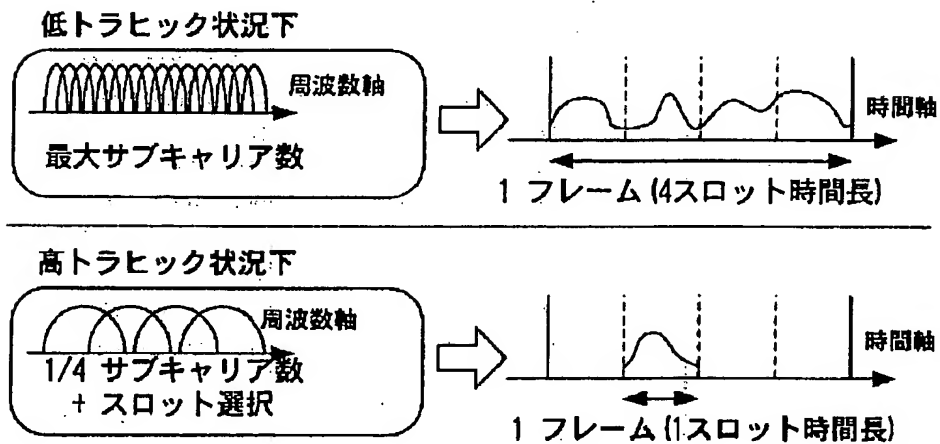 低トラヒック状況下
周波数軸
最大サブキャリア数
時間軸
1 フレーム (4スロット時間長)
高トラヒック状況下
周波数軸
1/4 サブキャリア数
+ スロット選択
時間軸
1 フレーム (1スロット時間長)